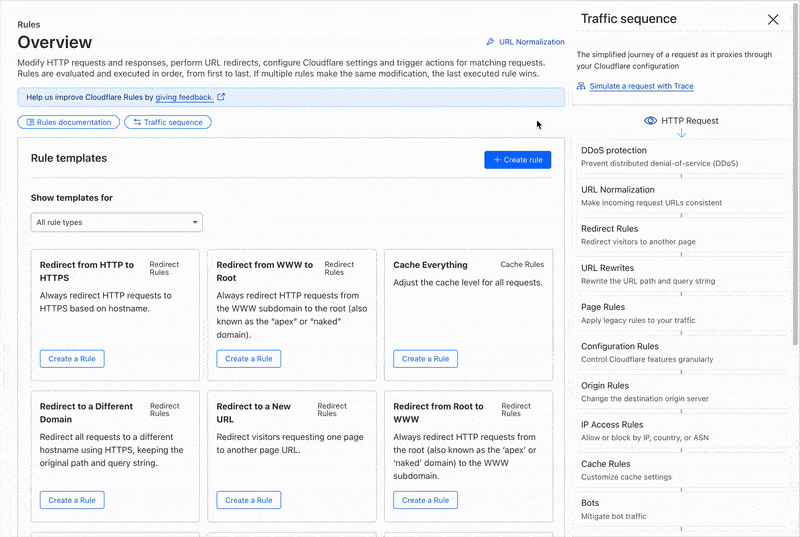 Rules
Overview
URL Normalization
Modify HTTP requests and responses, perform URL redirects, configure Cloudflare settings and trigger actions for matching requests.
Rules are evaluated and executed in order, from first to last. If multiple rules make the same modification, the last executed rule wins.
Help us improve Cloudflare Rules by giving feedback.
Rules documentation
Traffic sequence
Rule templates
+ Create rule
Show templates for
All rule types
Redirect from HTTP to
HTTPS
Redirect
Rules
Always redirect HTTP requests to
HTTPS based on hostname.
Create a Rule
Redirect from WWW to
Root
Redirect
Rules
Always redirect HTTP requests from
the WWW subdomain to the root (also
known as the “apex” or “naked”
domain).
Create a Rule
Cache Everything
Cache Rules
Adjust the cache level for all requests.
Create a Rule
Redirect to a Different
Domain
Redirect
Rules
Redirect all requests to a different
hostname using HTTPS, keeping the
original path and query string.
Create a Rule
Redirect to a New
URL
Redirect
Rules
Redirect visitors requesting one page
to another page URL.
Create a Rule
Redirect from Root to
WWW
Redirect
Rules
Always redirect HTTP requests from
the root (also known as the ‘apex’ or
‘naked’ domain) to the WWW
subdomain.
Create a Rule
Traffic sequence
The simplified journey of a request as it proxies through
your Cloudflare configuration
Simulate a request with Trace
HTTP Request
DDoS protection
Prevent distributed denial-of-service (DDoS)
URL Normalization
Make incoming request URLs consistent
Redirect Rules
Redirect visitors to another page
URL Rewrites
Rewrite the URL path and query string
Page Rules
Apply legacy rules to your traffic
Configuration Rules
Control Cloudflare features granularly
Origin Rules
Change the destination origin server
IP Access Rules
Allow or block by IP, country, or ASN
Cache Rules
Customize cache settings
Bots
Mitigate bot traffic